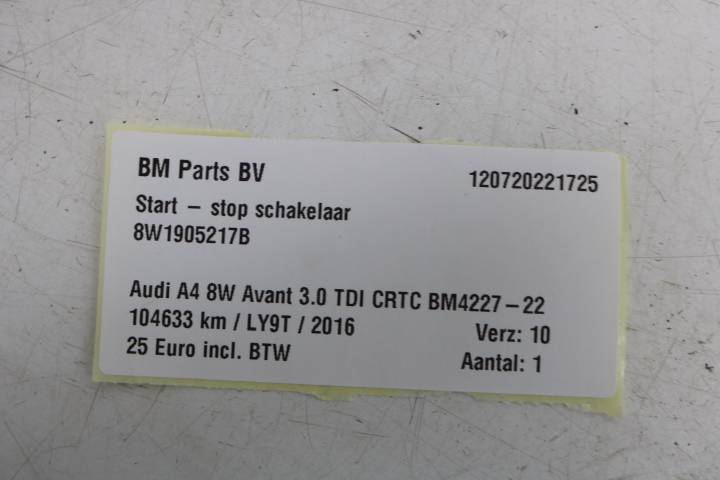 BM Parts BV 120720221725
Start – stop schakelaar
8W1905217B
Audi A4 8W Avant 3.0 TDI CRTC BM4227–22
104633 km / LY9T / 2016 Verz: 10
25 Euro incl. BTW Aantal: 1